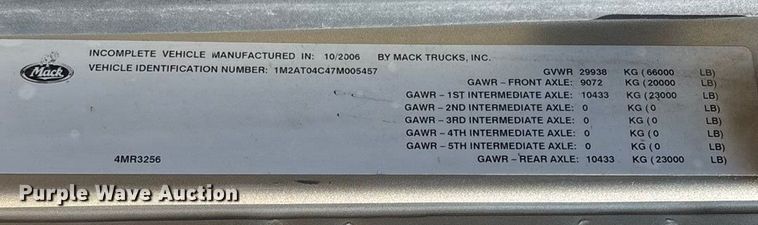 Mack
INCOMPLETE VEHICLE MANUFACTURED IN: 10/2006 BY MACK TRUCKS, INC.
VEHICLE IDENTIFICATION NUMBER: 1M2AT04C47M005457
GVWR 29938 KG (66000 LB)
GAWR - FRONT AXLE: 9072 KG (20000 LB)
GAWR - 1ST INTERMEDIATE AXLE: 10433 KG (23000 LB)
GAWR - 2ND INTERMEDIATE AXLE: 0 KG (0 LB)
GAWR - 3RD INTERMEDIATE AXLE: 0 KG (0 LB)
GAWR - 4TH INTERMEDIATE AXLE: 0 KG (0 LB)
GAWR - 5TH INTERMEDIATE AXLE: 0 KG (0 LB)
GAWR - REAR AXLE: 10433 KG (23000 LB)
4MR3256
Purple Wave Auction